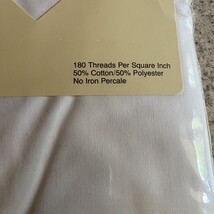 180 Threads Per Square Inch
50% Cotton/50% Polyester
No Iron Percale